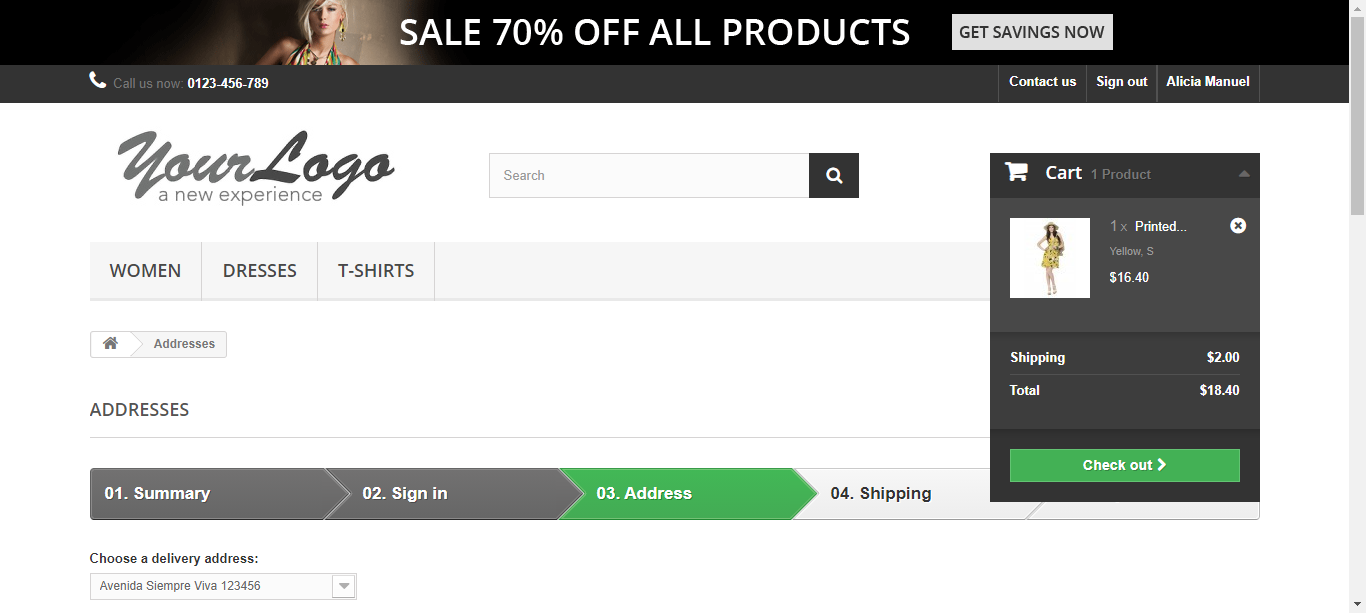 SALE 70% OFF ALL PRODUCTS GET SAVINGS NOW
Call us now: 0123-456-789 Contact us Sign out Alicia Manuel
Your Logo
a new experience
Search
Cart 1 Product
1 x Printed...
Yellow, S
$16.40
WOMEN DRESSES T-SHIRTS
Addresses
Shipping $2.00
Total $18.40
ADDRESSES
Check out
01. Summary 02. Sign in 03. Address 04. Shipping
Choose a delivery address:
Avenida Siempre Viva 123456